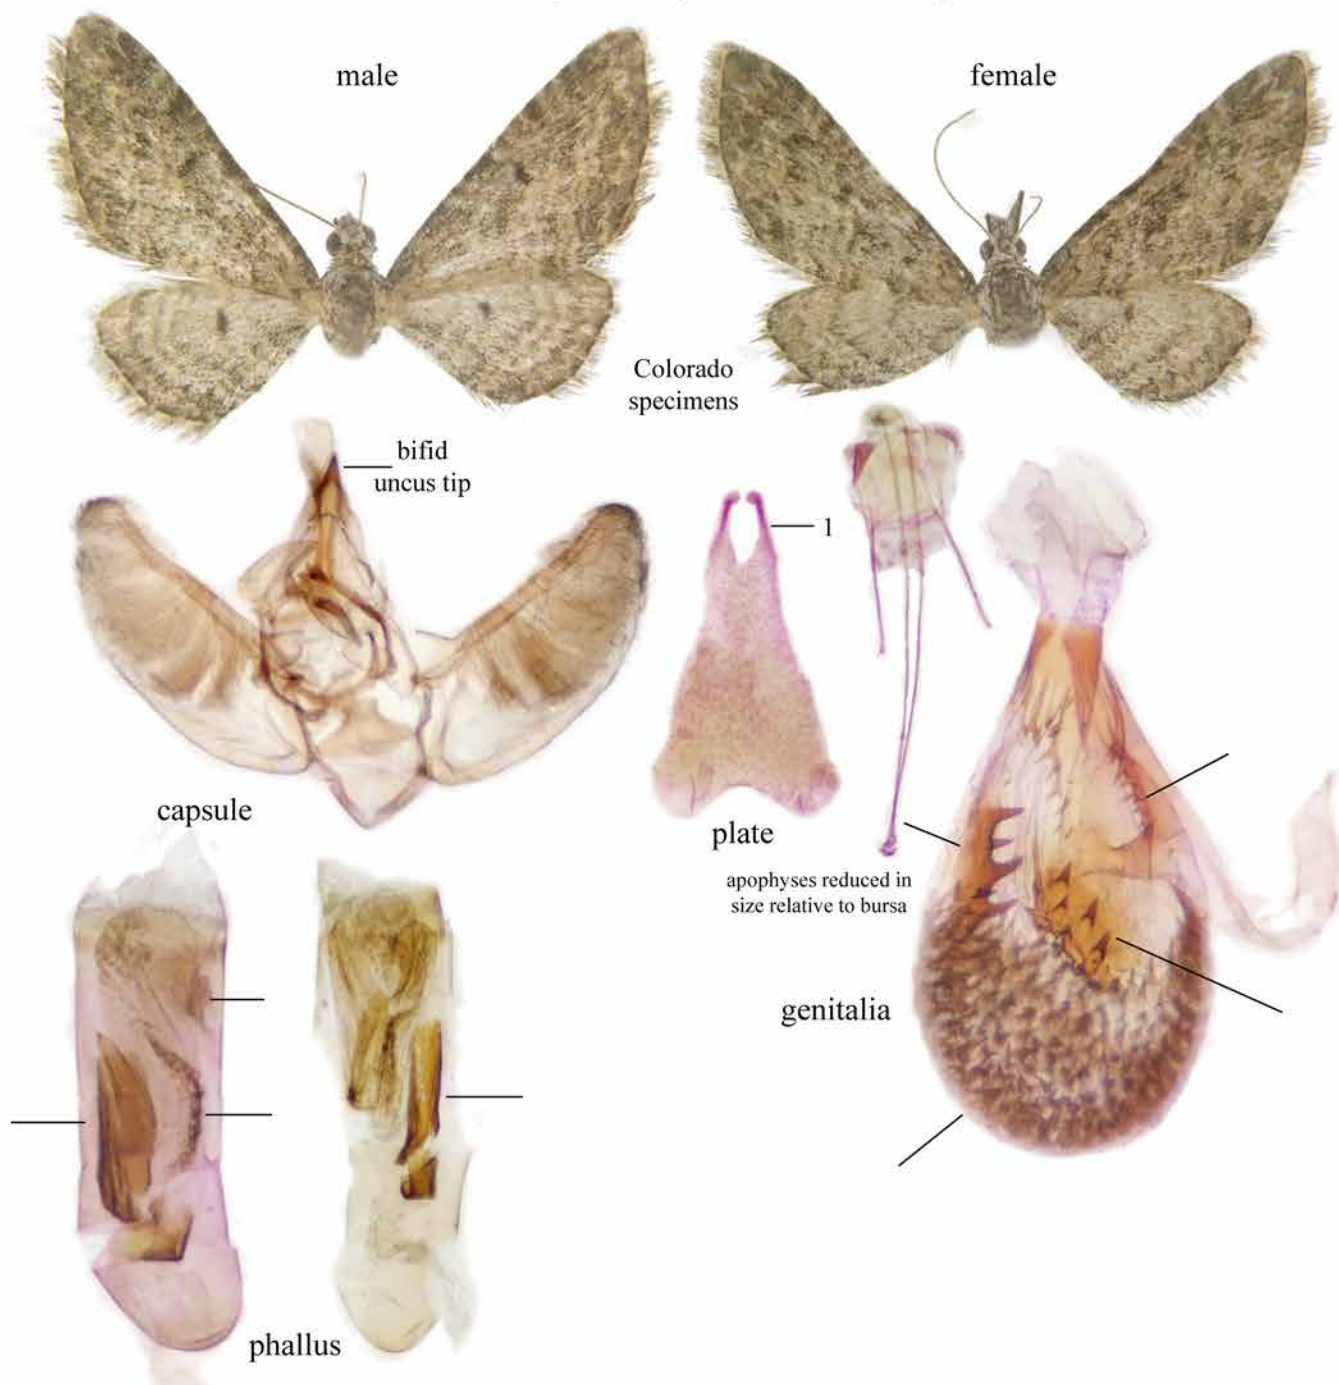 male
female
Colorado
specimens
bifid
uncus tip
1
capsule
plate
apophyses reduced in
size relative to bursa
genitalia
phallus